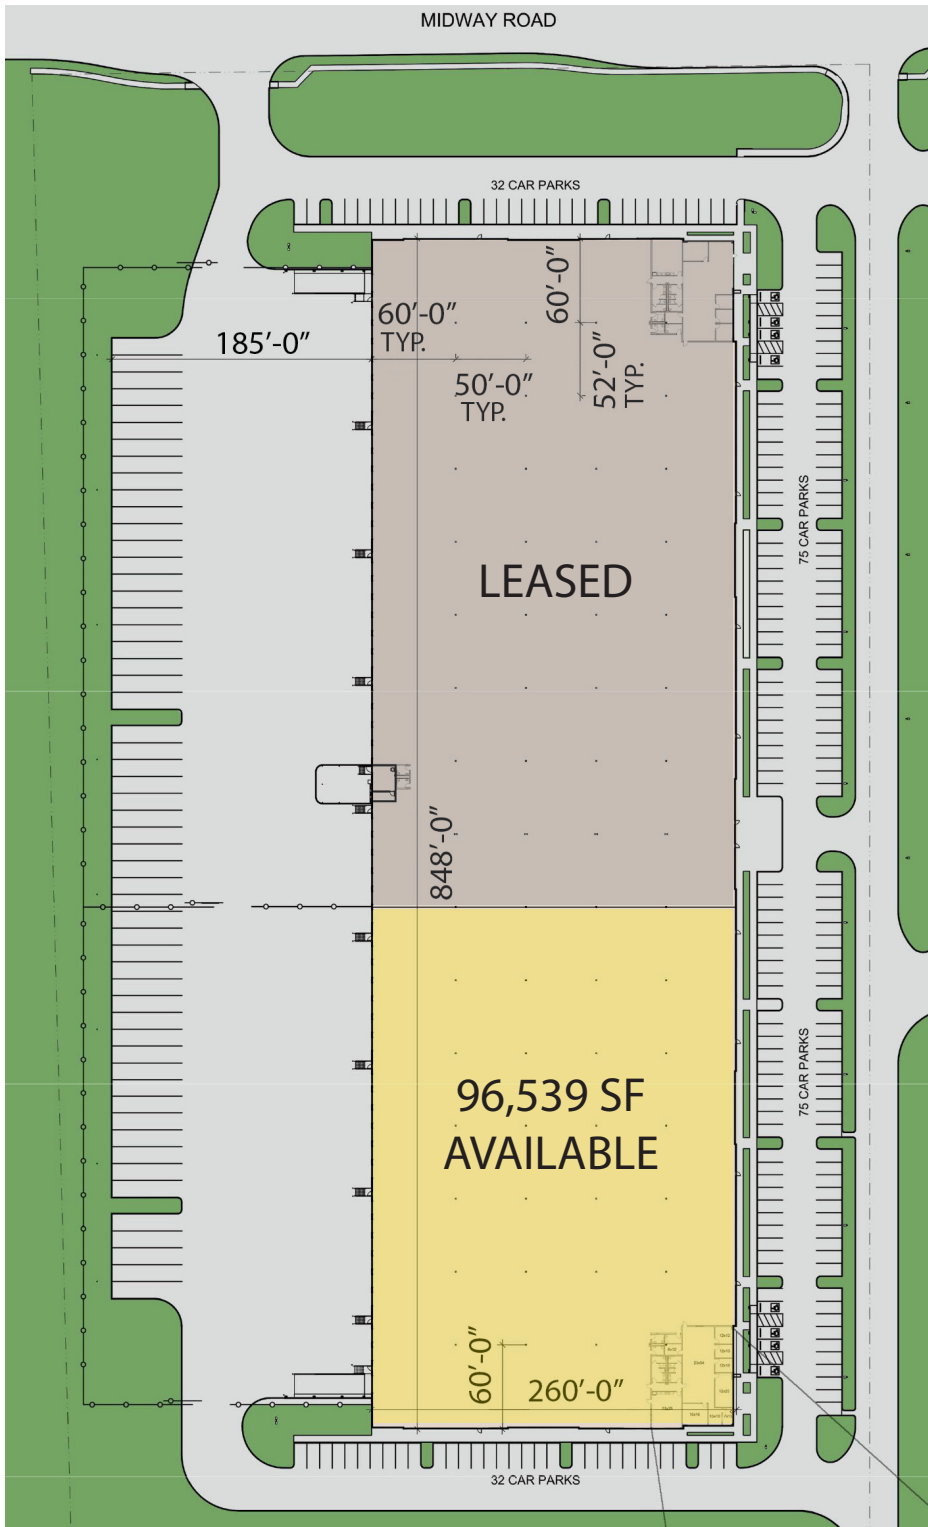 MIDWAY ROAD
32 CAR PARKS
60'-0"
60'-0"
TYP.
185'-0"
52'-0"
TYP.
50'-0"
TYP.
75 CAR PARKS
LEASED
848'-0"
75 CAR PARKS
96,539 SF
AVAILABLE
60'-0"
260'-0"
32 CAR PARKS